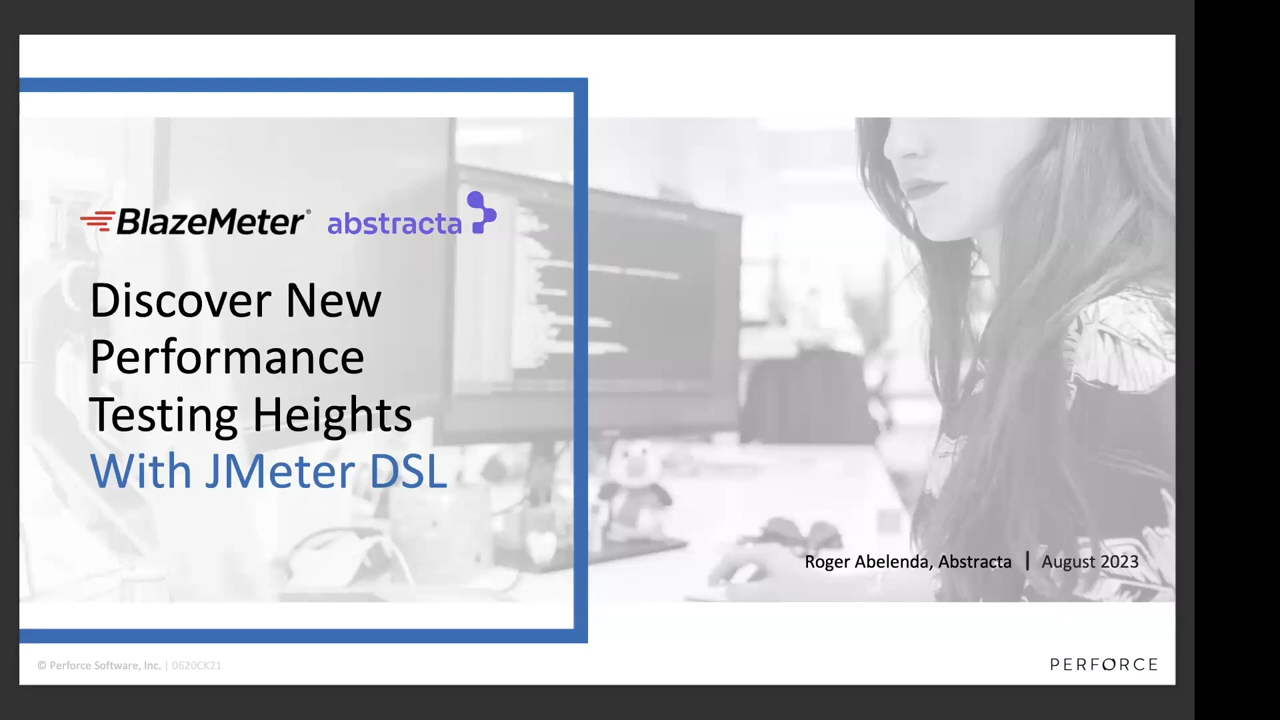 BlazeMeter® abstracta
Discover New
Performance
Testing Heights
With JMeter DSL
Roger Abelenda, Abstracta | August 2023
© Perforce Software, Inc. | 0620CK21
PERFORCE